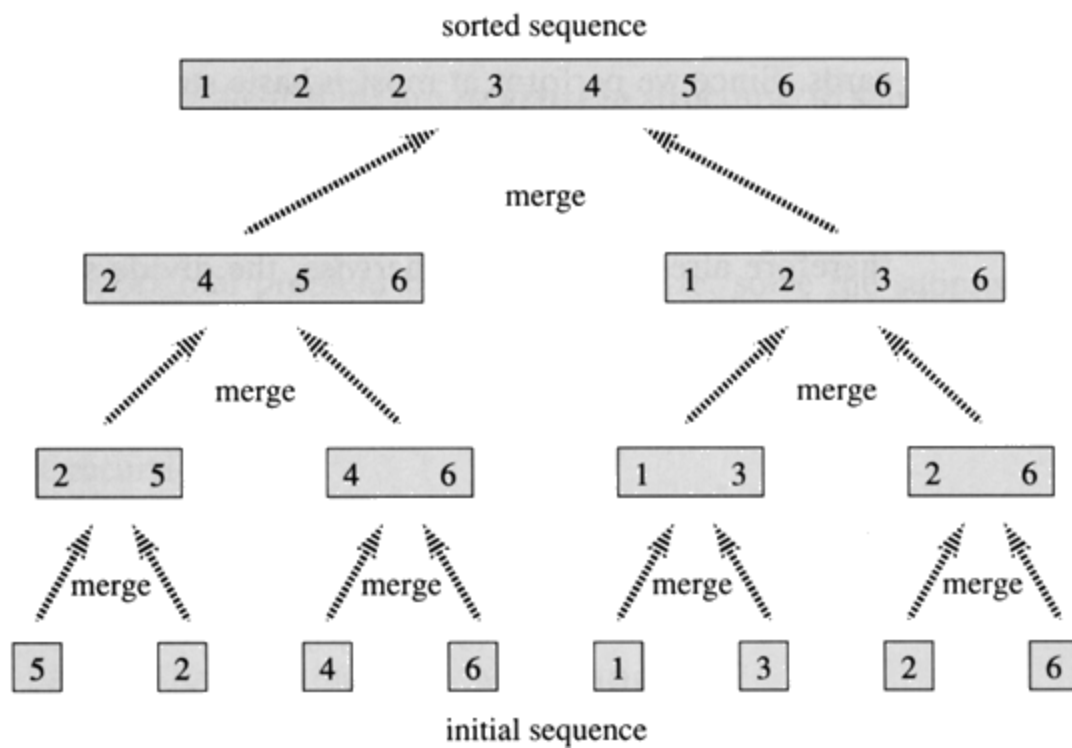 sorted sequence
1 2 2 3 4 5 6 6
merge
2 4 5 6
1 2 3 6
merge
merge
2 5
4 6
1 3
2 6
merge
merge
merge
merge
5
2
4
6
1
3
2
6
initial sequence